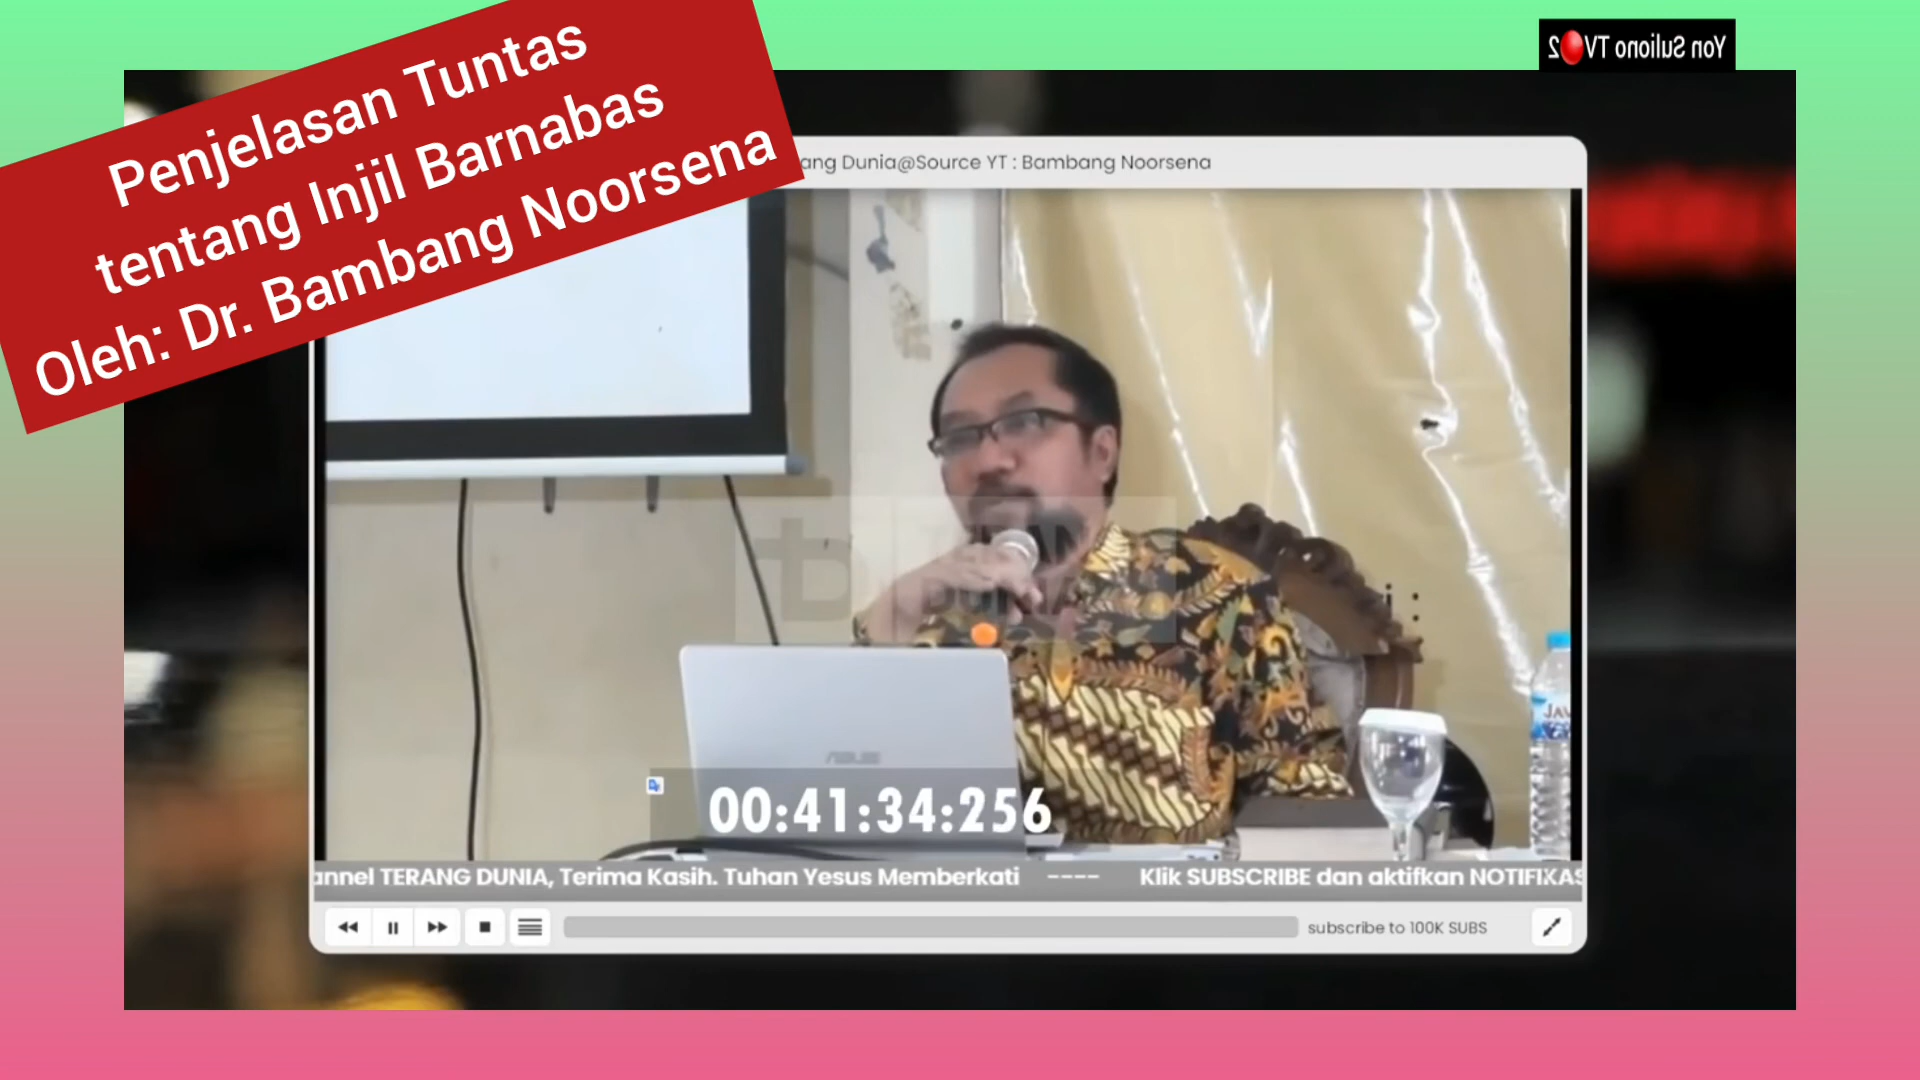 Penjelasan Tuntas
tentang Injil Barnabas
Oleh: Dr. Bambang Noorsena
Yon Suliono TV 2
ang Dunia@Source YT : Bambang Noorsena
TERANG
DUNIA
ASUS
00:41:34:256
annel TERANG DUNIA, Terima Kasih. Tuhan Yesus Memberkati ---- Klik SUBSCRIBE dan aktifkan NOTIFIKAS
subscribe to 100K SUBS